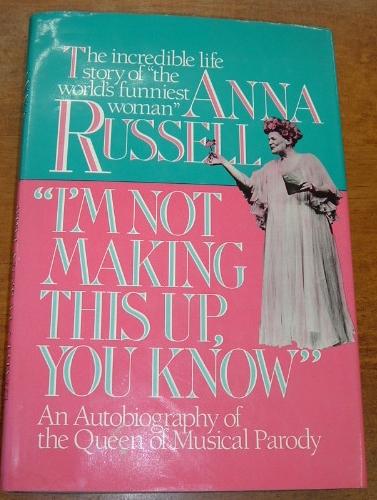 The incredible life
story of "the
world's funniest
woman"
ANNA
RUSSELL
"I'M NOT
MAKING
THIS UP,
YOU KNOW"
An Autobiography of
the Queen of Musical Parody